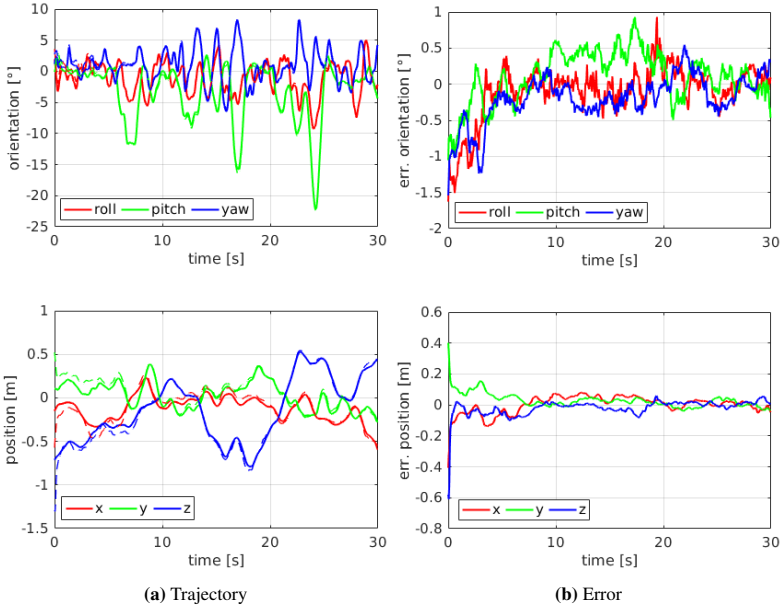 10
5
0
-5
-10
-15
-20
-25
orientation [°]
roll pitch yaw
0 10 20 30
time [s]
1
0.5
0
-0.5
-1
-1.5
-2
err. orientation [°]
roll pitch yaw
0 10 20 30
time [s]
1
0.5
0
-0.5
-1
-1.5
position [m]
x y z
0 10 20 30
time [s]
0.6
0.4
0.2
0
-0.2
-0.4
-0.6
-0.8
err. position [m]
x y z
0 10 20 30
time [s]
(a) Trajectory
(b) Error